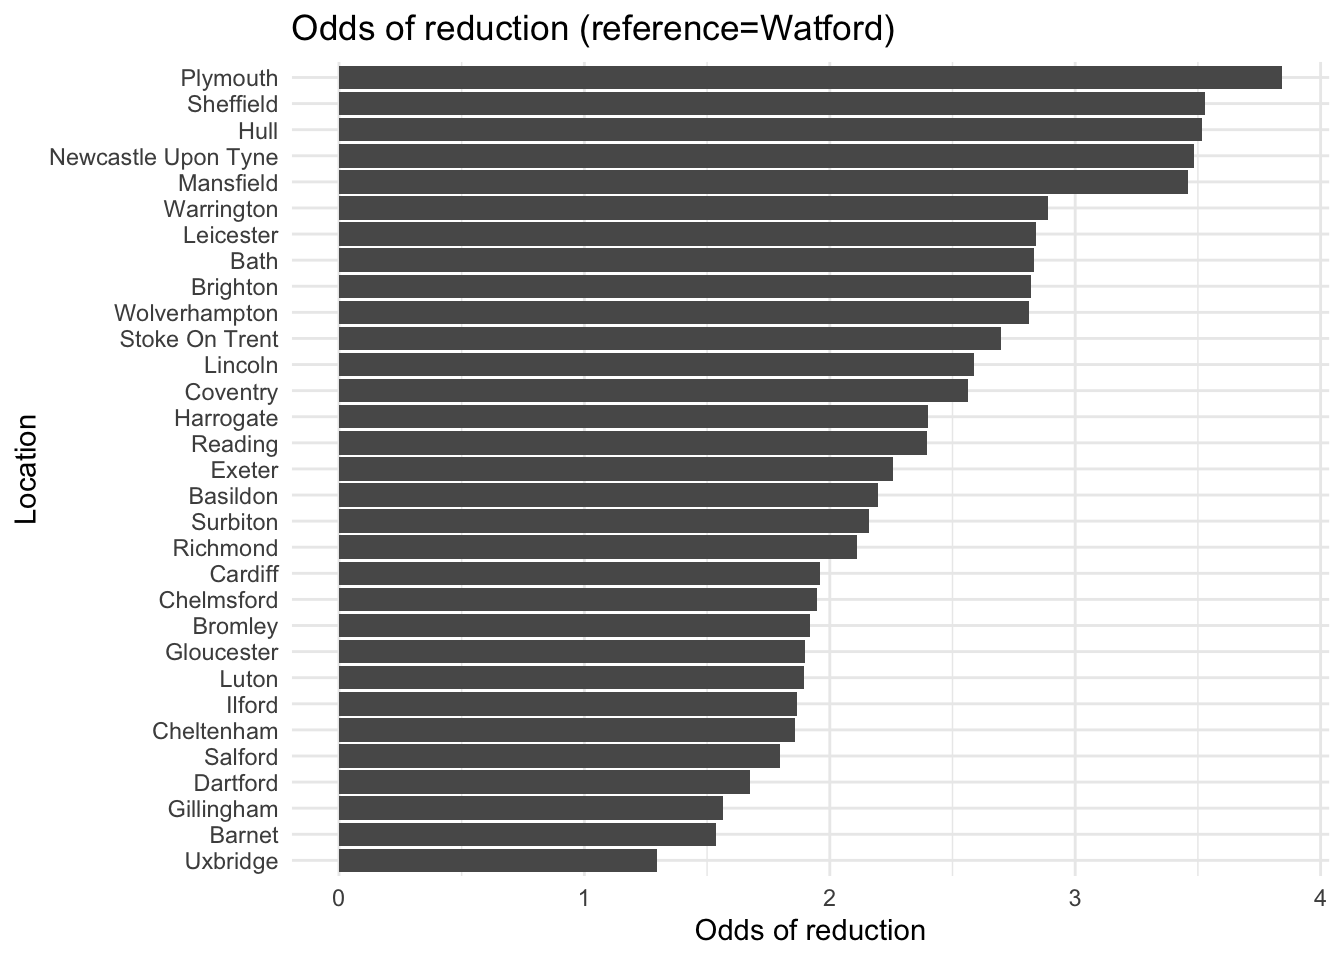 Odds of reduction (reference=Watford)
Location
Plymouth
Sheffield
Hull
Newcastle Upon Tyne
Mansfield
Warrington
Leicester
Bath
Brighton
Wolverhampton
Stoke On Trent
Lincoln
Coventry
Harrogate
Reading
Exeter
Basildon
Surbiton
Richmond
Cardiff
Chelmsford
Bromley
Gloucester
Luton
Ilford
Cheltenham
Salford
Dartford
Gillingham
Barnet
Uxbridge
0 1 2 3 4
Odds of reduction